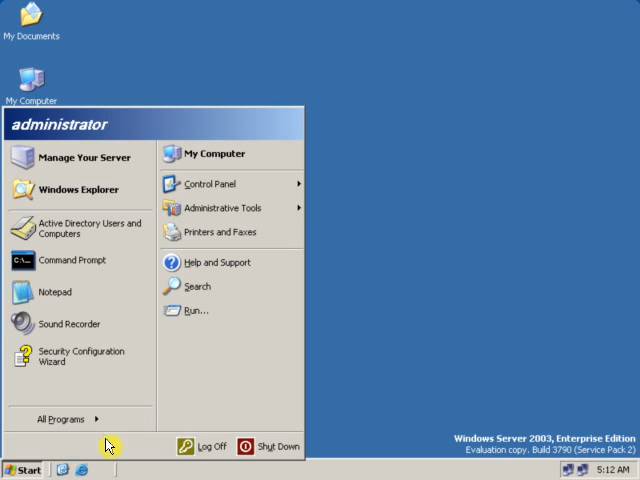 My Documents
My Computer
administrator
Manage Your Server
Windows Explorer
Active Directory Users and
Computers
C:\_
Command Prompt
Notepad
Sound Recorder
Security Configuration
Wizard
All Programs
My Computer
Control Panel
Administrative Tools
Printers and Faxes
Help and Support
Search
Run...
Log Off
Shut Down
Windows Server 2003, Enterprise Edition
Evaluation copy. Build 3790 (Service Pack 2)
Start
5:12 AM